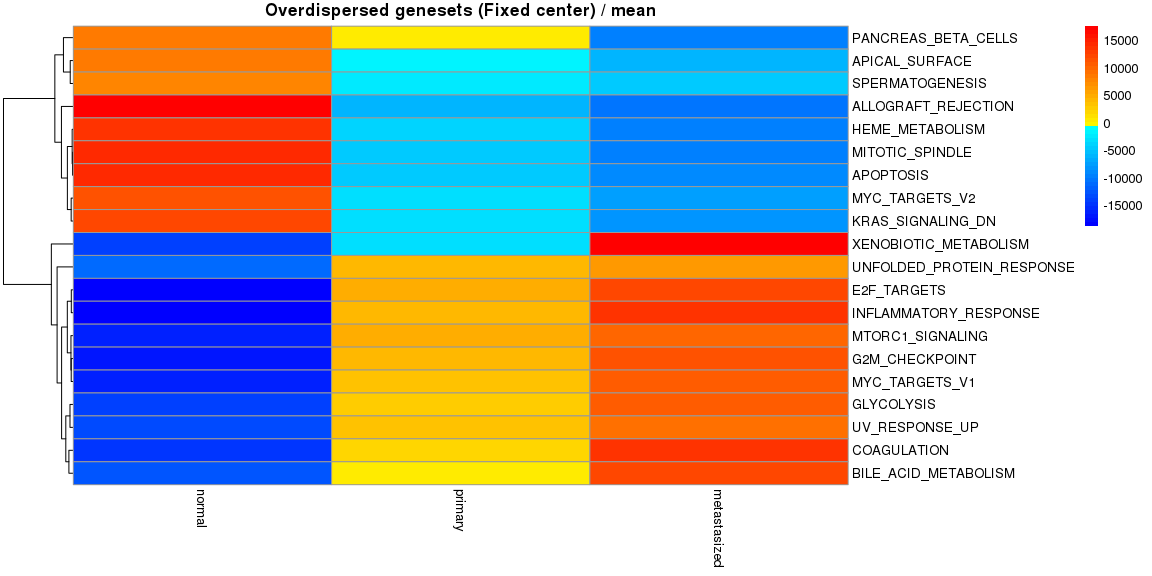 Overdispersed genesets (Fixed center) / mean
PANCREAS_BETA_CELLS
APICAL_SURFACE
SPERMATOGENESIS
ALLOGRAFT_REJECTION
HEME_METABOLISM
MITOTIC_SPINDLE
APOPTOSIS
MYC_TARGETS_V2
KRAS_SIGNALING_DN
XENOBIOTIC_METABOLISM
UNFOLDED_PROTEIN_RESPONSE
E2F_TARGETS
INFLAMMATORY_RESPONSE
MTORC1_SIGNALING
G2M_CHECKPOINT
MYC_TARGETS_V1
GLYCOLYSIS
UV_RESPONSE_UP
COAGULATION
BILE_ACID_METABOLISM
normal
primary
metastasized
15000
10000
5000
0
-5000
-10000
-15000